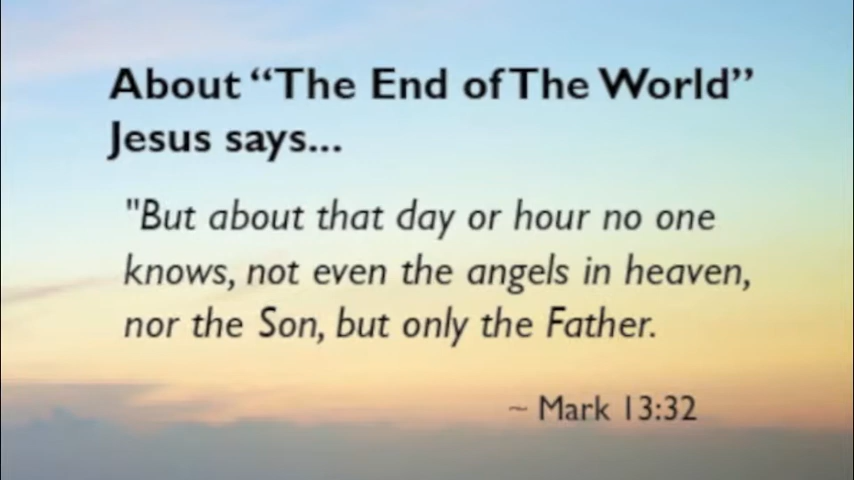 About “The End of The World”
Jesus says...
"But about that day or hour no one
knows, not even the angels in heaven,
nor the Son, but only the Father.
~ Mark 13:32